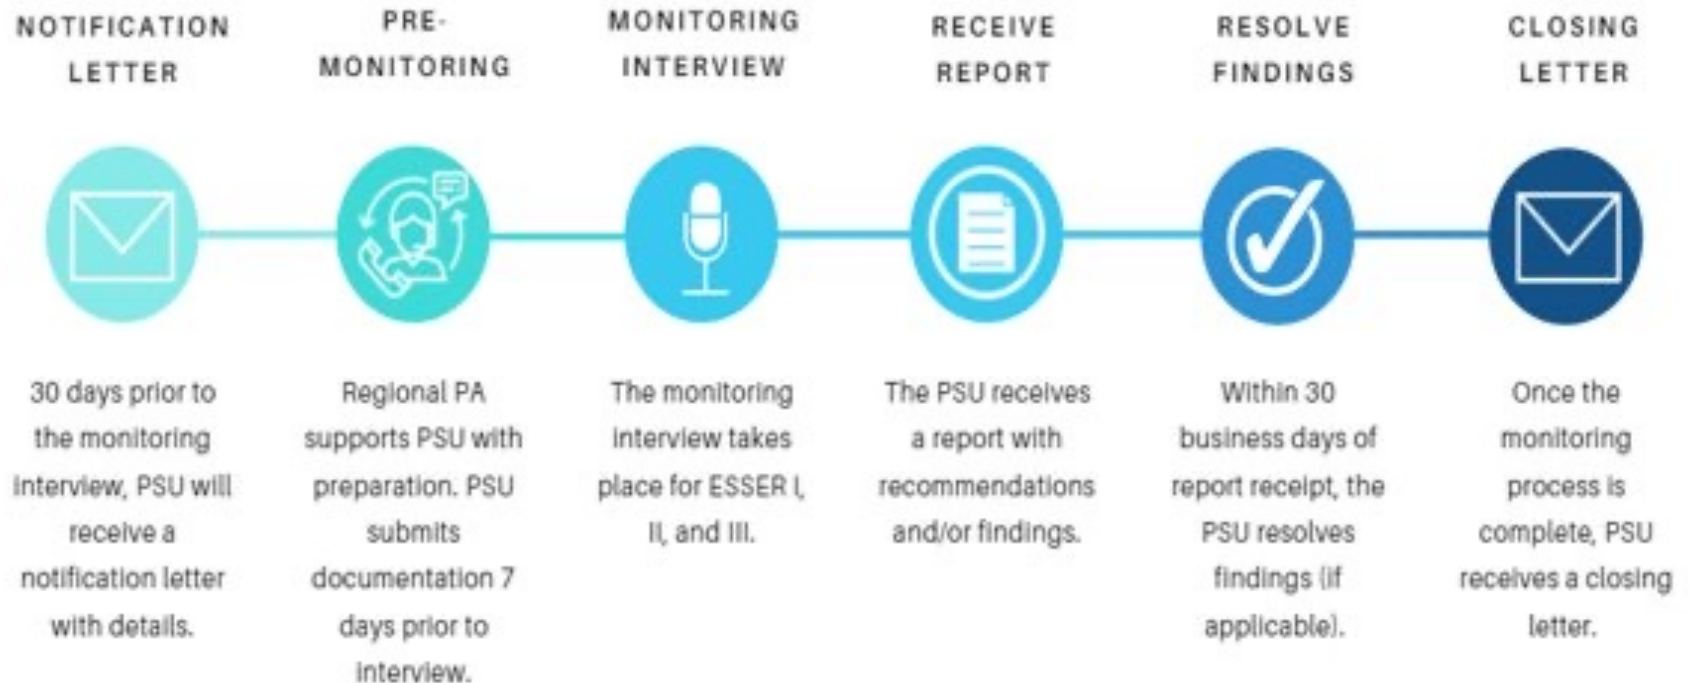 NOTIFICATION
LETTER
30 days prior to
the monitoring
interview, PSU will
receive a
notification letter
with details.
PRE-
MONITORING
Regional PA
supports PSU with
preparation. PSU
submits
documentation 7
days prior to
interview.
MONITORING
INTERVIEW
The monitoring
interview takes
place for ESSER I,
II, and III.
RECEIVE
REPORT
The PSU receives
a report with
recommendations
and/or findings.
RESOLVE
FINDINGS
Within 30
business days of
report receipt, the
PSU resolves
findings (if
applicable).
CLOSING
LETTER
Once the
monitoring
process is
complete, PSU
receives a closing
letter.